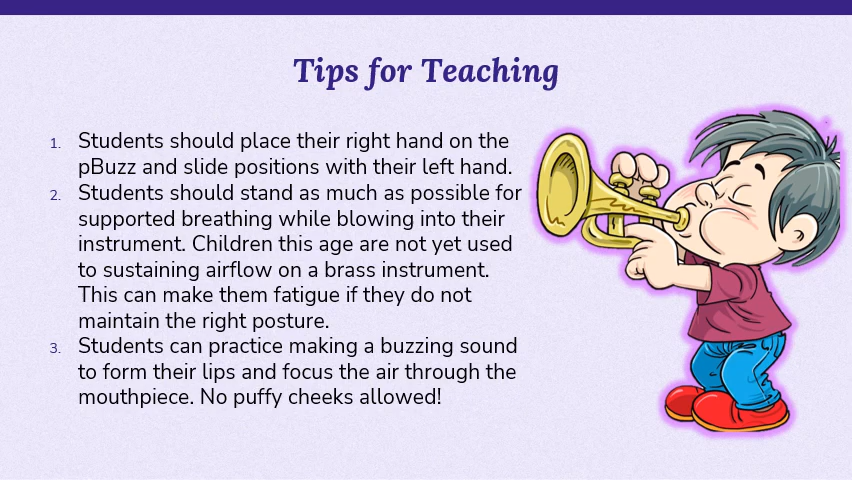 Tips for Teaching
1. Students should place their right hand on the
pBuzz and slide positions with their left hand.
2. Students should stand as much as possible for
supported breathing while blowing into their
instrument. Children this age are not yet used
to sustaining airflow on a brass instrument.
This can make them fatigue if they do not
maintain the right posture.
3. Students can practice making a buzzing sound
to form their lips and focus the air through the
mouthpiece. No puffy cheeks allowed!